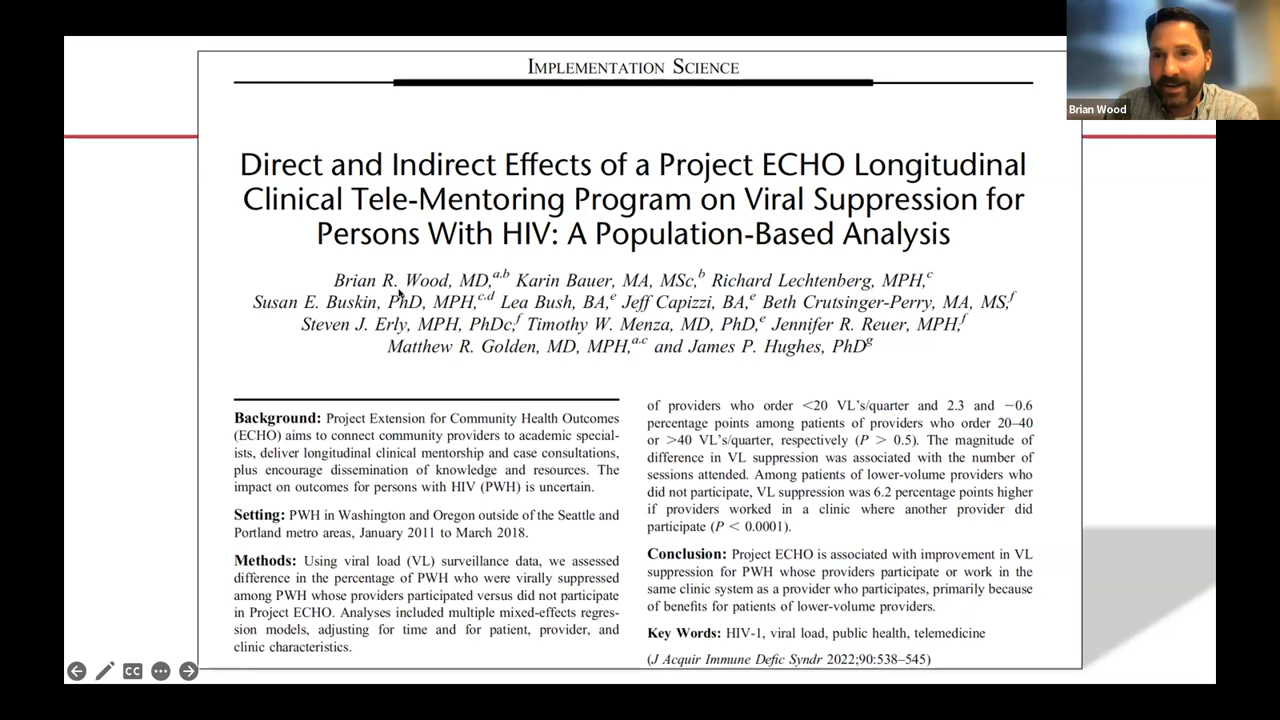 IMPLEMENTATION SCIENCE
Brian Wood
Direct and Indirect Effects of a Project ECHO Longitudinal
Clinical Tele-Mentoring Program on Viral Suppression for
Persons With HIV: A Population-Based Analysis
Brian R. Wood, MD,a,b Karin Bauer, MA, MSc,b Richard Lechtenberg, MPH,c
Susan E. Buskin, PhD, MPH,c,d Lea Bush, BA,e Jeff Capizzi, BA,e Beth Crutsinger-Perry, MA, MS,f
Steven J. Erly, MPH, PhDc,f Timothy W. Menza, MD, PhD,e Jennifer R. Reuer, MPH,f
Matthew R. Golden, MD, MPH,a,c and James P. Hughes, PhDg
Background: Project Extension for Community Health Outcomes
(ECHO) aims to connect community providers to academic special-
ists, deliver longitudinal clinical mentorship and case consultations,
plus encourage dissemination of knowledge and resources. The
impact on outcomes for persons with HIV (PWH) is uncertain.
Setting: PWH in Washington and Oregon outside of the Seattle and
Portland metro areas, January 2011 to March 2018.
Methods: Using viral load (VL) surveillance data, we assessed
difference in the percentage of PWH who were virally suppressed
among PWH whose providers participated versus did not participate
in Project ECHO. Analyses included multiple mixed-effects regres-
sion models, adjusting for time and for patient, provider, and
clinic characteristics.
of providers who order <20 VL's/quarter and 2.3 and −0.6
percentage points among patients of providers who order 20–40
or >40 VL's/quarter, respectively (P > 0.5). The magnitude of
difference in VL suppression was associated with the number of
sessions attended. Among patients of lower-volume providers who
did not participate, VL suppression was 6.2 percentage points higher
if providers worked in a clinic where another provider did
participate (P < 0.0001).
Conclusion: Project ECHO is associated with improvement in VL
suppression for PWH whose providers participate or work in the
same clinic system as a provider who participates, primarily because
of benefits for patients of lower-volume providers.
Key Words: HIV-1, viral load, public health, telemedicine
(J Acquir Immune Defic Syndr 2022;90:538–545)
CC